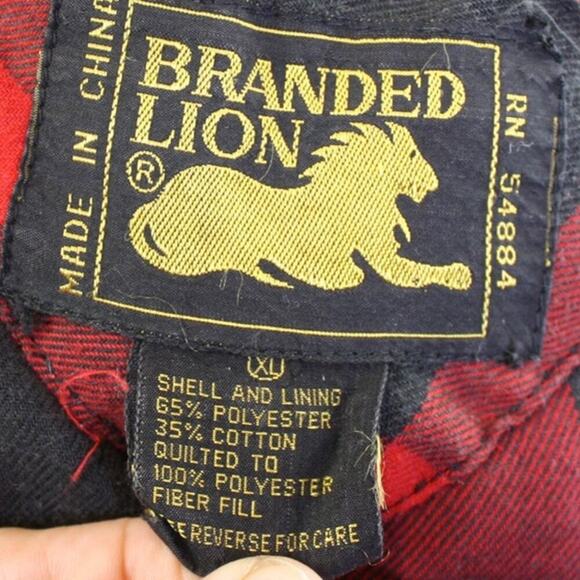 BRANDED
LION
®
MADE IN CHINA
RN 54884
XL
SHELL AND LINING
65% POLYESTER
35% COTTON
QUILTED TO
100% POLYESTER
FIBER FILL
SEE REVERSE FOR CARE